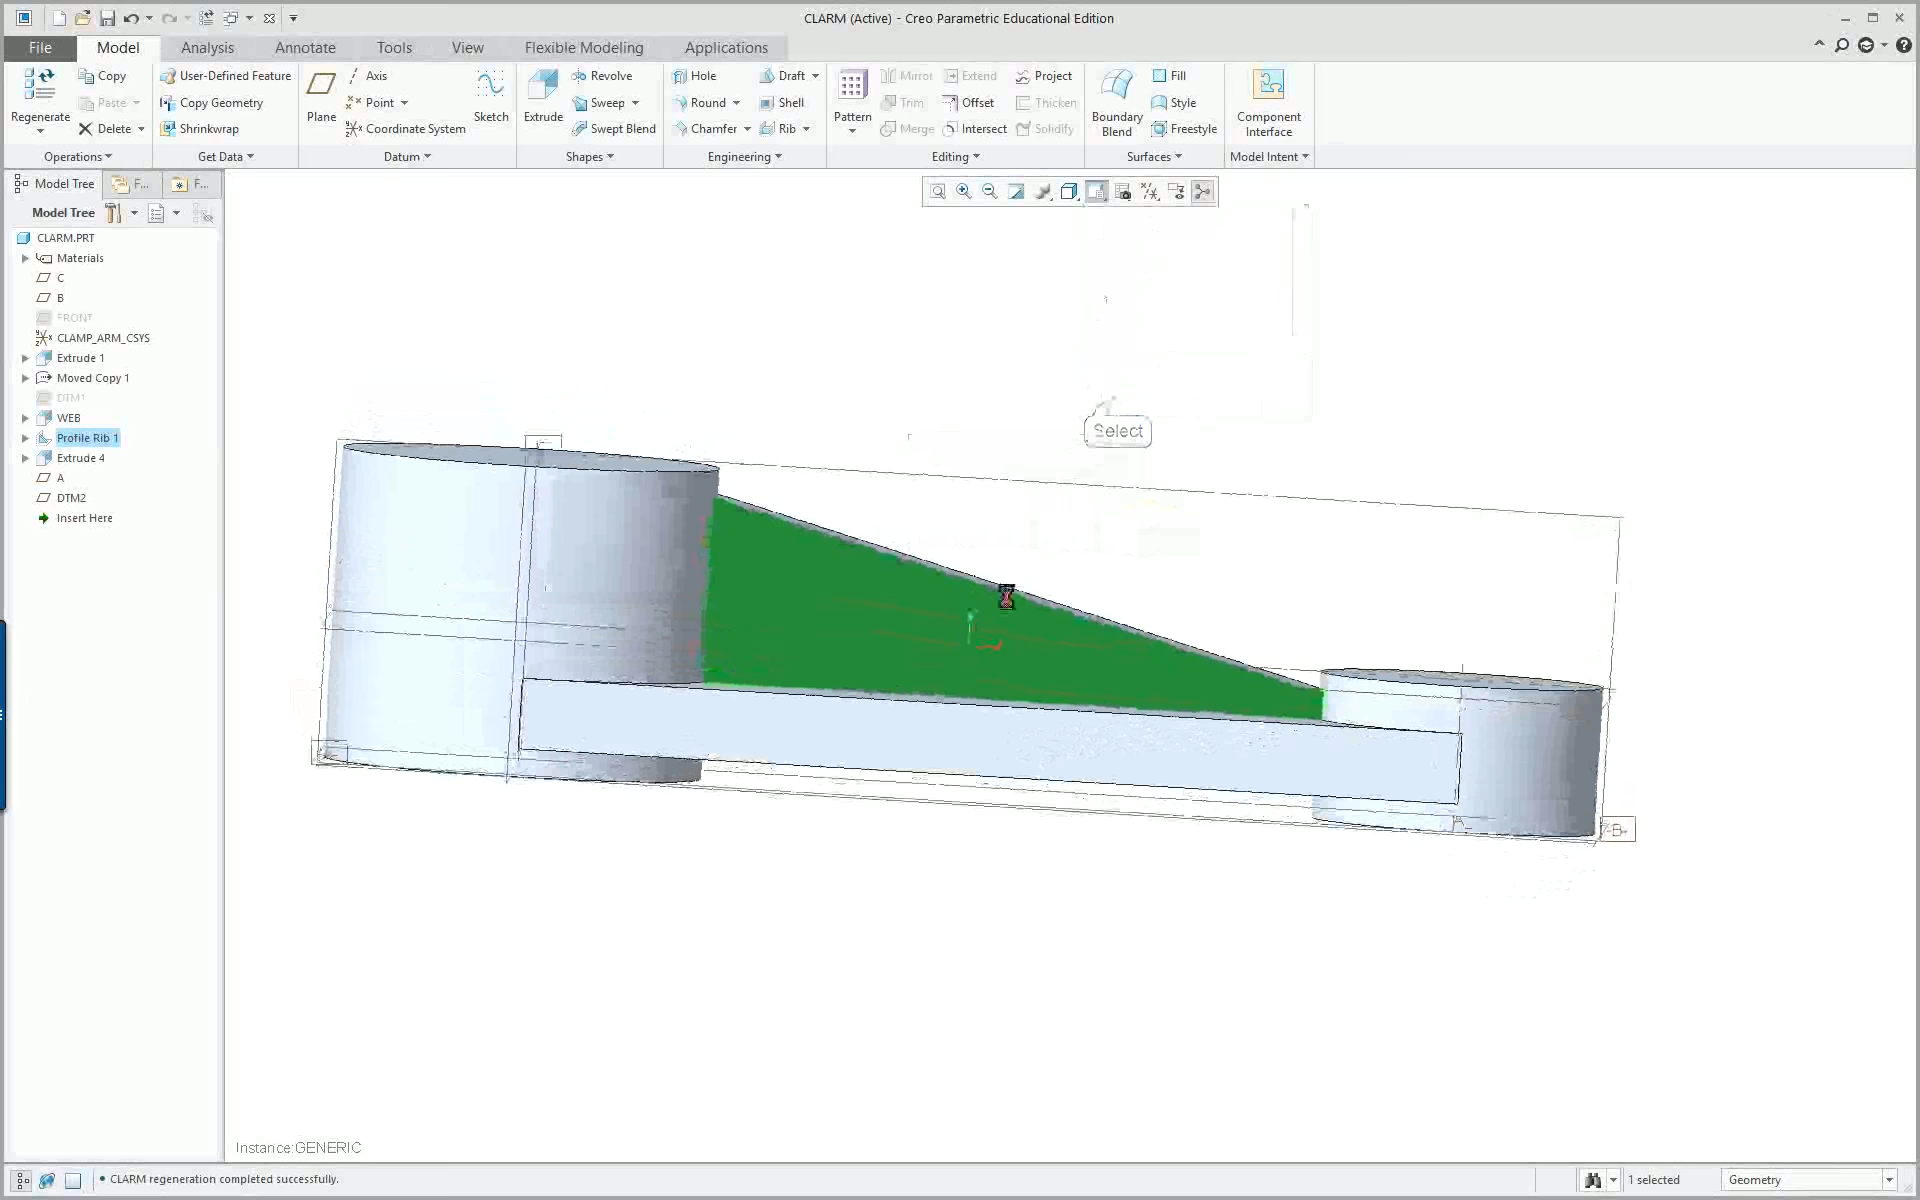 CLARM (Active) - Creo Parametric Educational Edition
File Model Analysis Annotate Tools View Flexible Modeling Applications
Regenerate
Copy
Paste
Delete
Operations
User-Defined Feature
Copy Geometry
Shrinkwrap
Get Data
Plane
Axis
Point
Coordinate System
Sketch
Datum
Extrude
Revolve
Sweep
Swept Blend
Shapes
Hole
Round
Chamfer
Draft
Shell
Rib
Engineering
Pattern
Mirror
Trim
Merge
Extend
Offset
Intersect
Project
Thicken
Solidify
Editing
Boundary
Blend
Fill
Style
Freestyle
Surfaces
Component
Interface
Model Intent
Model Tree F... F...
Model Tree
CLARM.PRT
Materials
C
B
FRONT
CLAMP_ARM_CSYS
Extrude 1
Moved Copy 1
DTM1
WEB
Profile Rib 1
Extrude 4
A
DTM2
Insert Here
Select
B
Instance:GENERIC
• CLARM regeneration completed successfully.
1 selected
Geometry